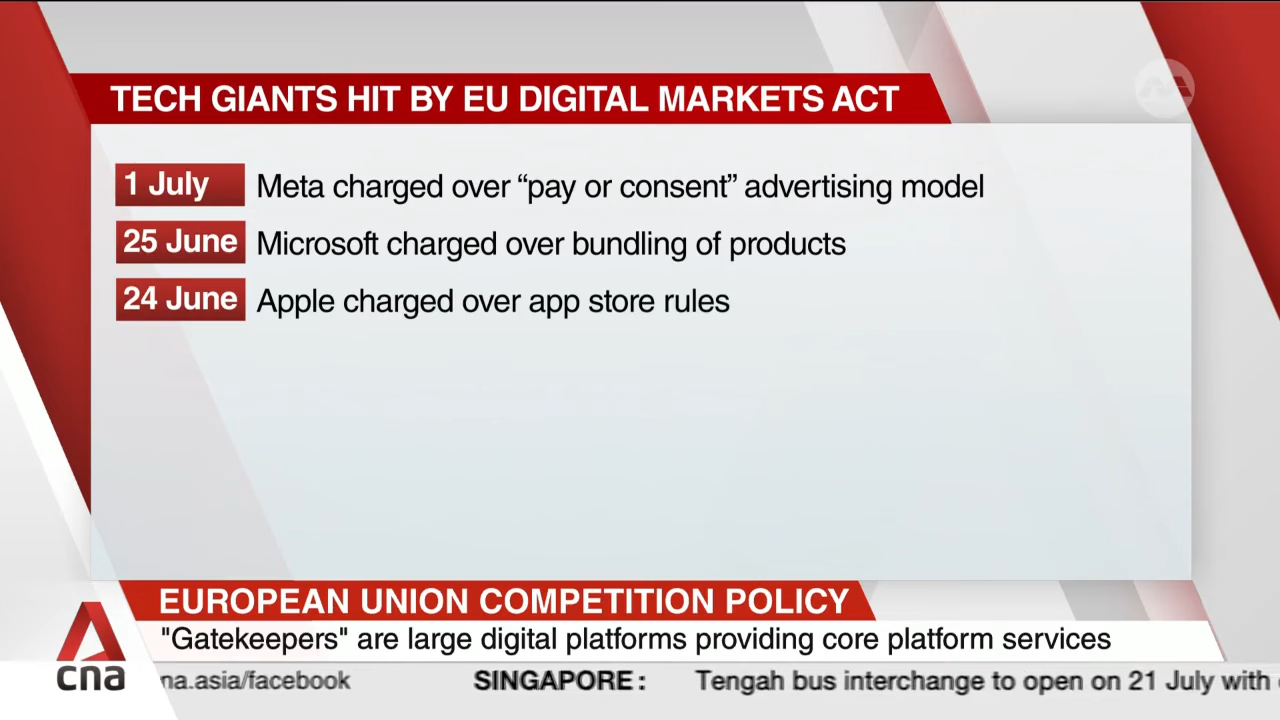 TECH GIANTS HIT BY EU DIGITAL MARKETS ACT
1 July Meta charged over “pay or consent” advertising model
25 June Microsoft charged over bundling of products
24 June Apple charged over app store rules
EUROPEAN UNION COMPETITION POLICY
"Gatekeepers" are large digital platforms providing core platform services
cna
na.asia/facebook SINGAPORE: Tengah bus interchange to open on 21 July with